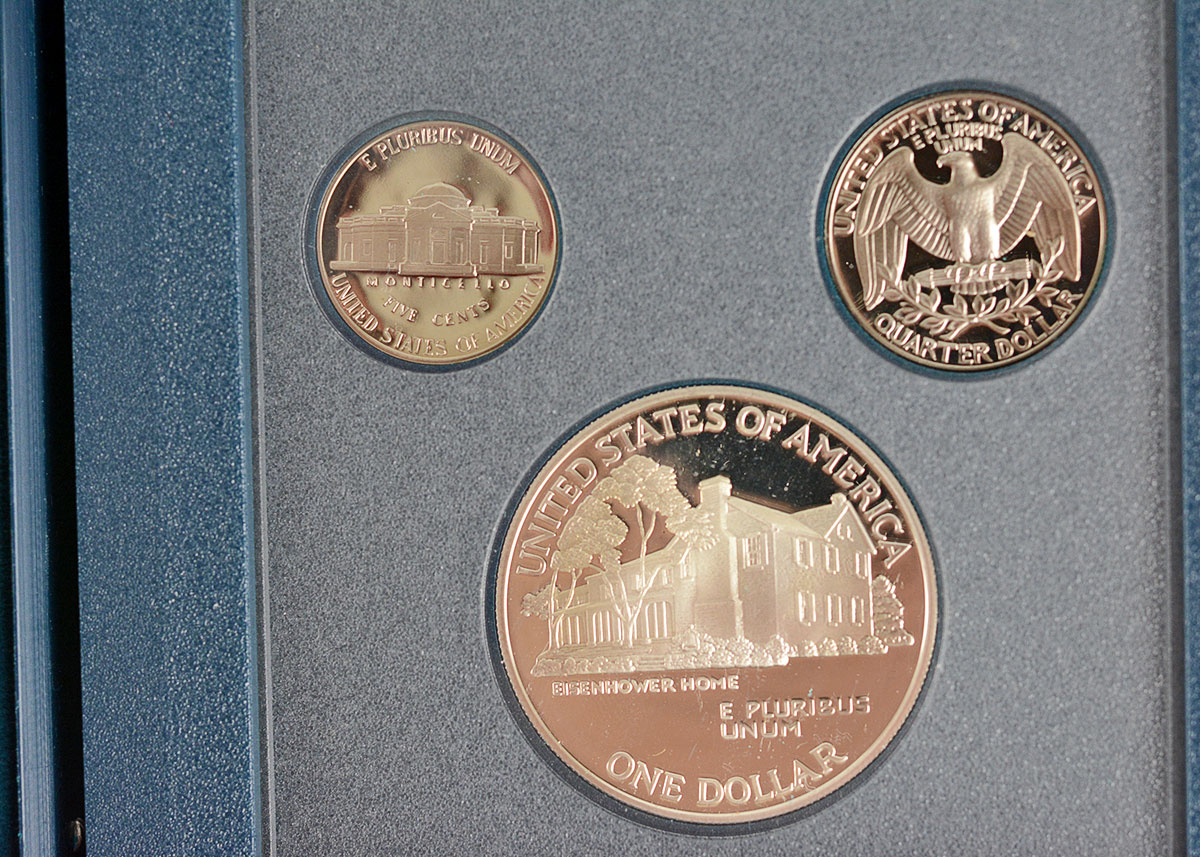 E PLURIBUS UNUM
MONTICELLO
FIVE CENTS
UNITED STATES OF AMERICA
UNITED STATES OF AMERICA
E PLURIBUS
UNUM
QUARTER DOLLAR
UNITED STATES OF AMERICA
EISENHOWER HOME
E PLURIBUS
UNUM
ONE DOLLAR